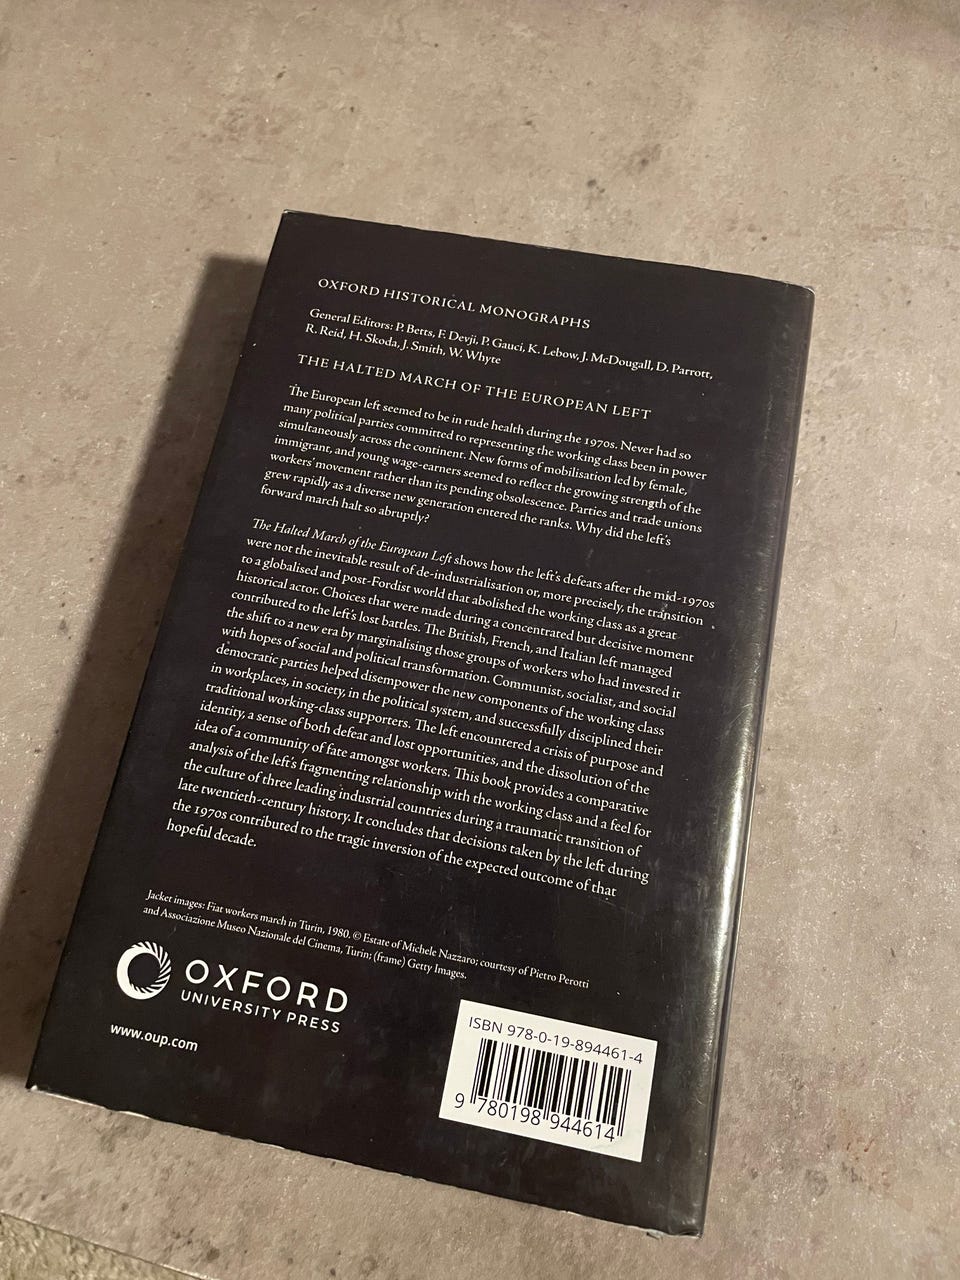 OXFORD HISTORICAL MONOGRAPHS
General Editors: P. Betts, F. Devji, P. Gauci, K. Lebow, J. McDougall, D. Parrott,
R. Reid, H. Skoda, J. Smith, W. Whyte
THE HALTED MARCH OF THE EUROPEAN LEFT
The European left seemed to be in rude health during the 1970s. Never had so
many political parties committed to representing the working class been in power
simultaneously across the continent. New forms of mobilisation led by female,
immigrant, and young wage-earners seemed to reflect the growing strength of the
workers' movement rather than its pending obsolescence. Parties and trade unions
grew rapidly as a diverse new generation entered the ranks. Why did the left's
forward march halt so abruptly?
The Halted March of the European Left shows how the left's defeats after the mid-1970s
were not the inevitable result of de-industrialisation or, more precisely, the transition
to a globalised and post-Fordist world that abolished the working class as a great
historical actor. Choices that were made during a concentrated but decisive moment
contributed to the left's lost battles. The British, French, and Italian left managed
the shift to a new era by marginalising those groups of workers who had invested it
with hopes of social and political transformation. Communist, socialist, and social
democratic parties helped disempower the new components of the working class
in workplaces, in society, in the political system, and successfully disciplined their
traditional working-class supporters. The left encountered a crisis of purpose and
identity, a sense of both defeat and lost opportunities, and the dissolution of the
idea of a community of fate amongst workers. This book provides a comparative
analysis of the left's fragmenting relationship with the working class and a feel for
the culture of three leading industrial countries during a traumatic transition of
late twentieth-century history. It concludes that decisions taken by the left during
the 1970s contributed to the tragic inversion of the expected outcome of that
hopeful decade.
Jacket images: Fiat workers march in Turin, 1980. © Estate of Michele Nazzaro; courtesy of Pietro Perotti
and Associazione Museo Nazionale del Cinema, Turin; (frame) Getty Images.
OXFORD
UNIVERSITY PRESS
www.oup.com
ISBN 978-0-19-894461-4
9 780198 944614